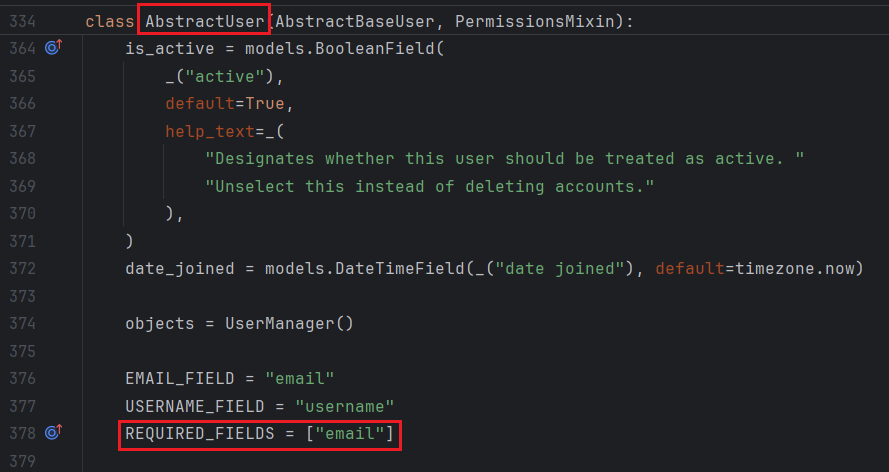 334 class AbstractUser(AbstractBaseUser, PermissionsMixin):
364 is_active = models.BooleanField(
365 _("active"),
366 default=True,
367 help_text=_(
368 "Designates whether this user should be treated as active. "
369 "Unselect this instead of deleting accounts."
370 ),
371 )
372 date_joined = models.DateTimeField(_("date joined"), default=timezone.now)
373
374 objects = UserManager()
375
376 EMAIL_FIELD = "email"
377 USERNAME_FIELD = "username"
378 REQUIRED_FIELDS = ["email"]
379